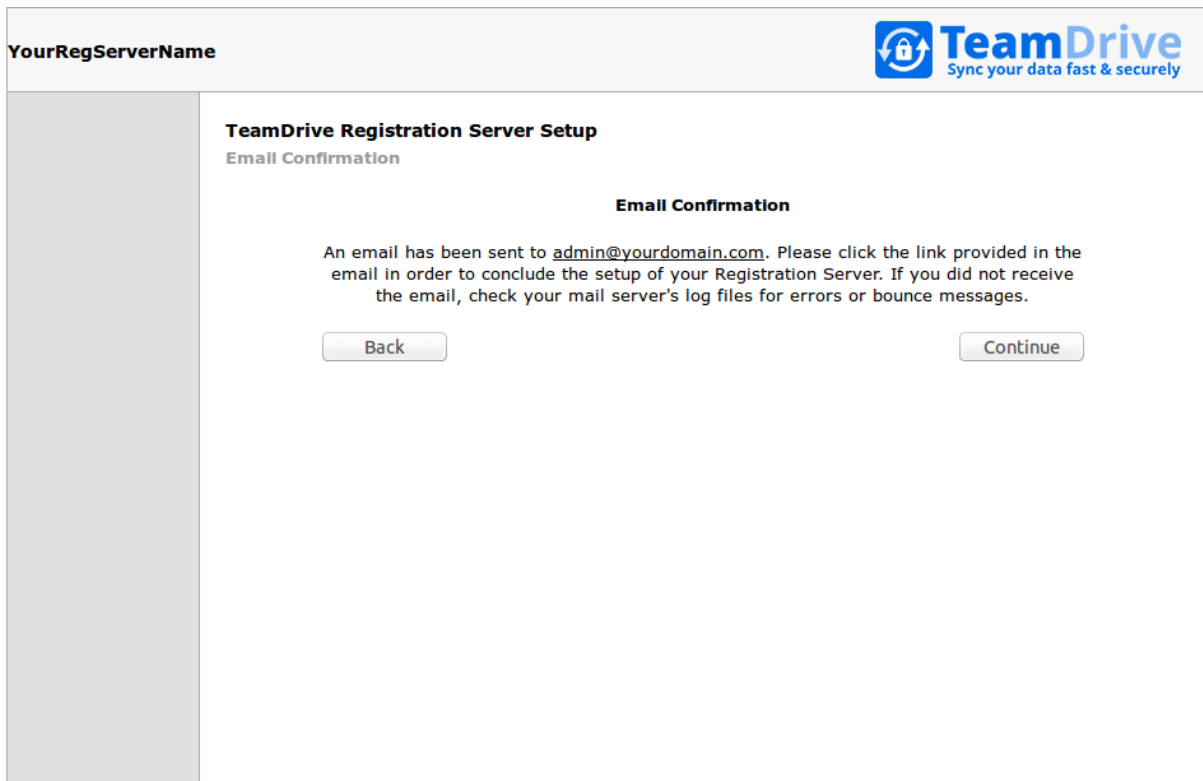 YourRegServerName
TeamDrive
Sync your data fast & securely
TeamDrive Registration Server Setup
Email Confirmation
Email Confirmation
An email has been sent to admin@yourdomain.com. Please click the link provided in the
email in order to conclude the setup of your Registration Server. If you did not receive
the email, check your mail server's log files for errors or bounce messages.
Back
Continue